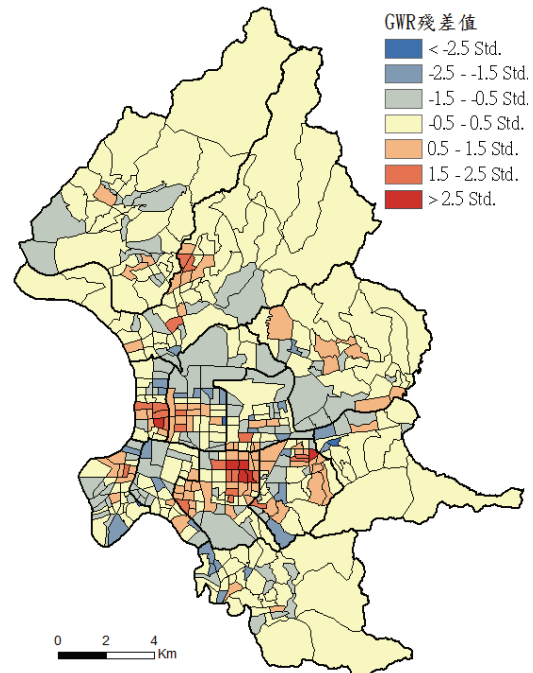 GWR殘差值
< -2.5 Std.
-2.5 - -1.5 Std.
-1.5 - -0.5 Std.
-0.5 - 0.5 Std.
0.5 - 1.5 Std.
1.5 - 2.5 Std.
> 2.5 Std.
0 2 4
Km